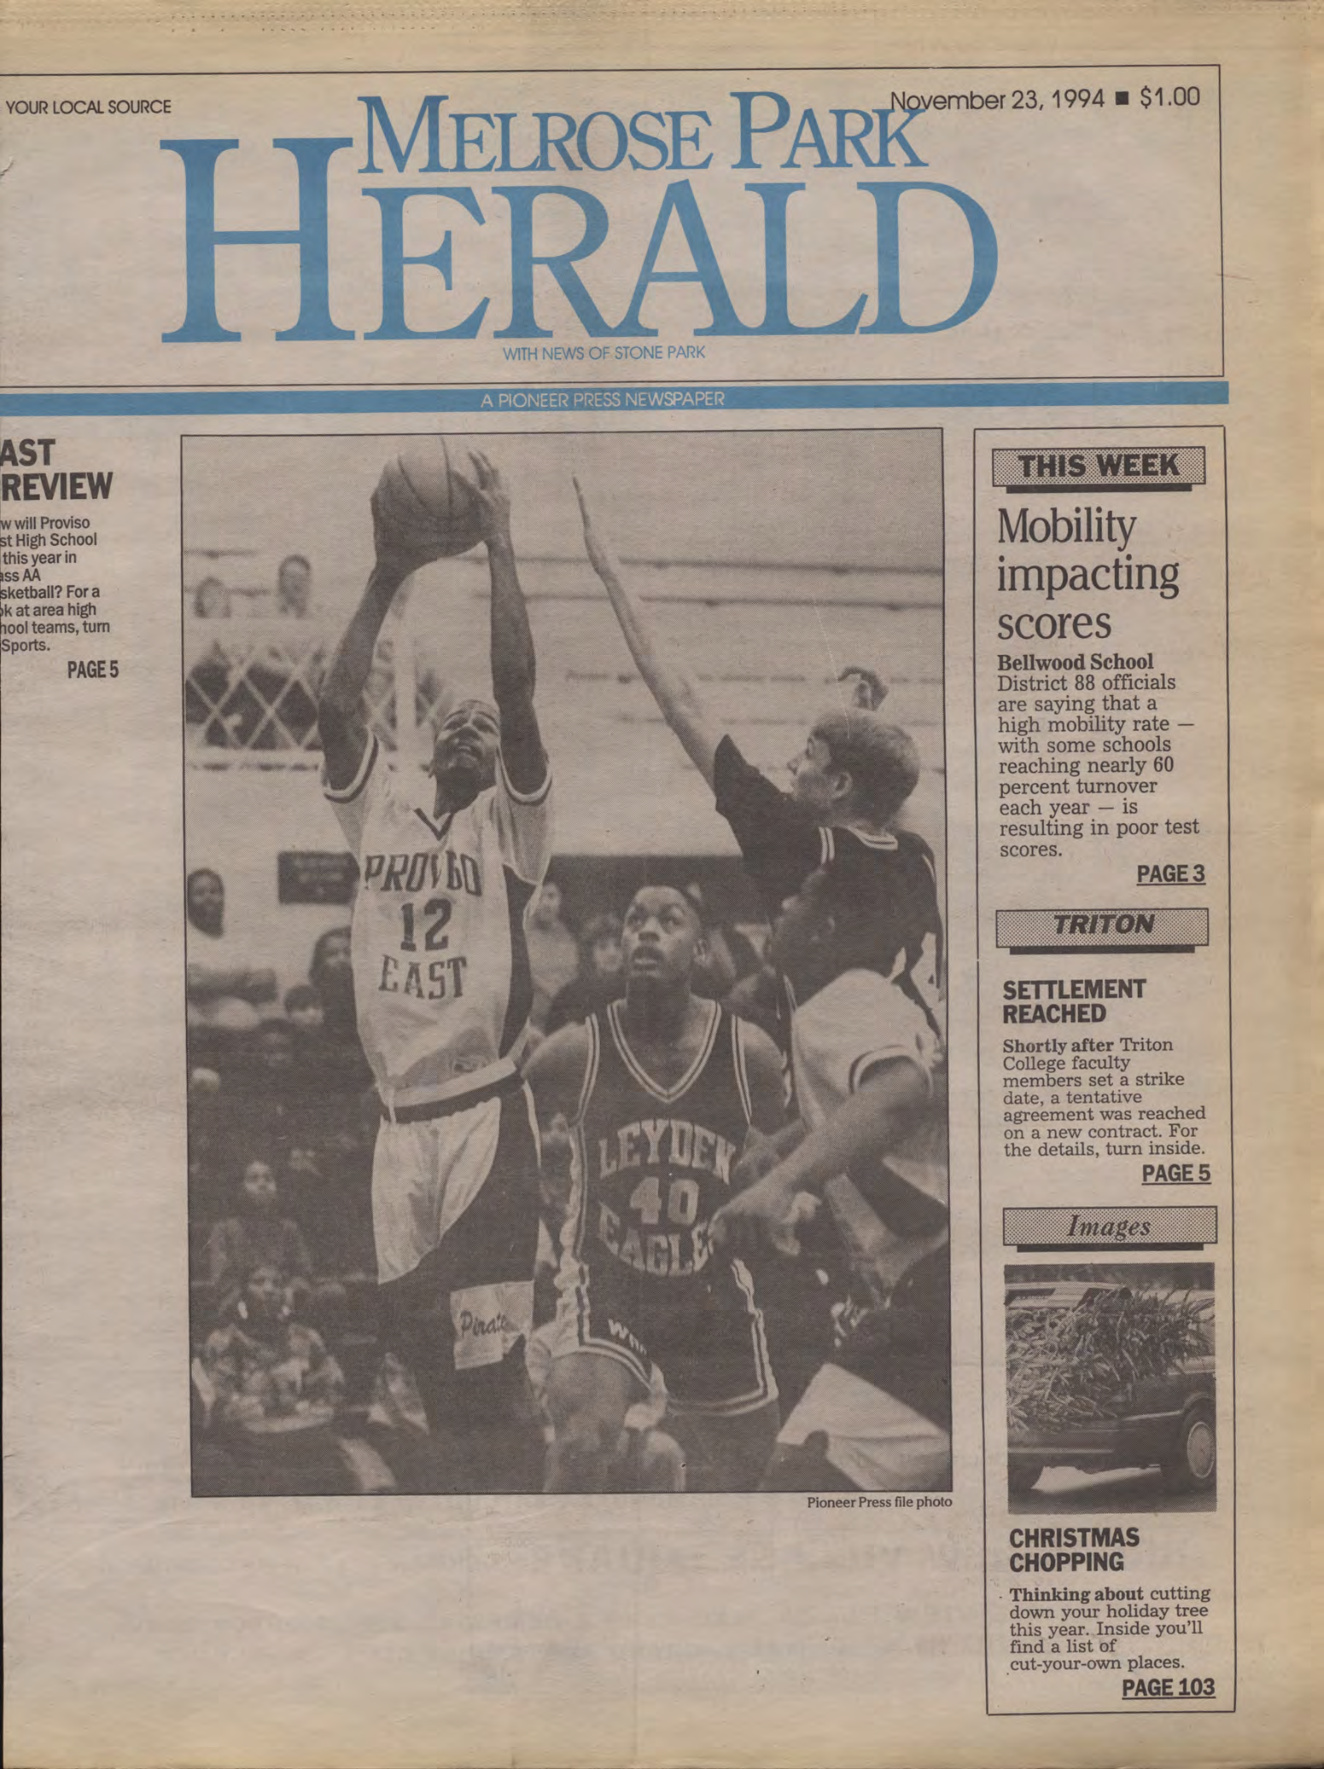 YOUR LOCAL SOURCE
November 23, 1994 ■ $1.00
MELROSE PARK
HERALD
WITH NEWS OF STONE PARK
A PIONEER PRESS NEWSPAPER
AST
REVIEW
w will Proviso
st High School
this year in
ass AA
sketball? For a
ok at area high
hool teams, turn
Sports.
PAGE 5
PROVISO
12
EAST
Pirate
LEYDEN
40
EAGLES
Pioneer Press file photo
THIS WEEK
Mobility
impacting
scores
Bellwood School
District 88 officials
are saying that a
high mobility rate —
with some schools
reaching nearly 60
percent turnover
each year — is
resulting in poor test
scores.
PAGE 3
TRITON
SETTLEMENT
REACHED
Shortly after Triton
College faculty
members set a strike
date, a tentative
agreement was reached
on a new contract. For
the details, turn inside.
PAGE 5
Images
CHRISTMAS
CHOPPING
Thinking about cutting
down your holiday tree
this year. Inside you'll
find a list of
cut-your-own places.
PAGE 103